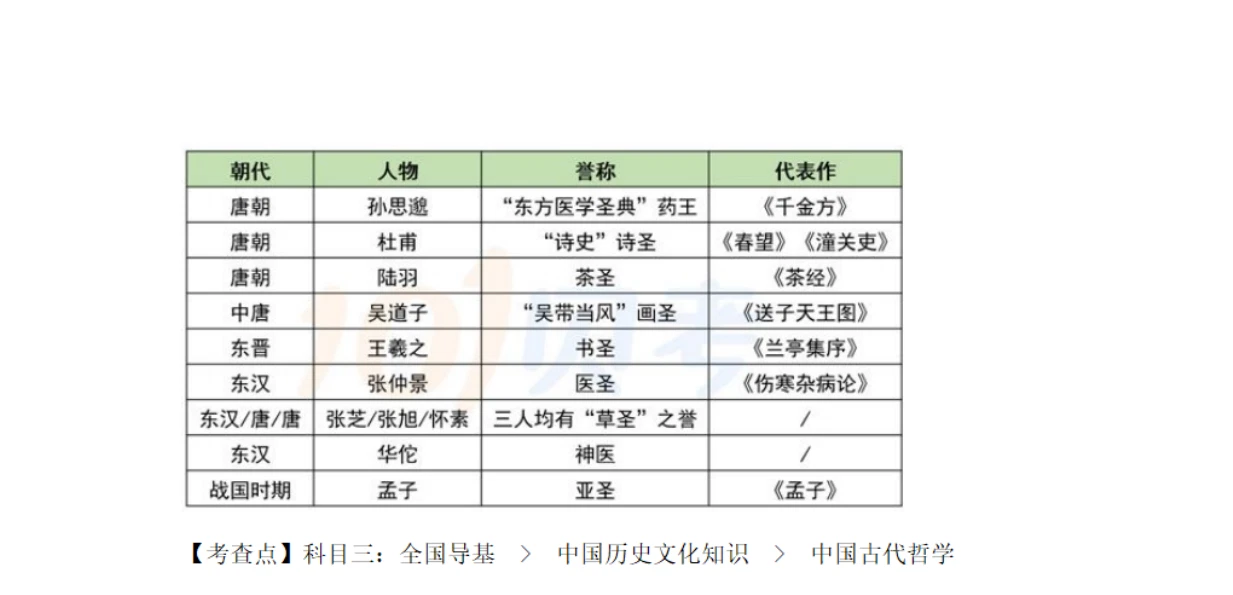 朝代 人物 誉称 代表作
唐朝 孙思邈 “东方医学圣典”药王 《千金方》
唐朝 杜甫 “诗史”诗圣 《春望》《潼关吏》
唐朝 陆羽 茶圣 《茶经》
中唐 吴道子 “吴带当风”画圣 《送子天王图》
东晋 王羲之 书圣 《兰亭集序》
东汉 张仲景 医圣 《伤寒杂病论》
东汉/唐/唐 张芝/张旭/怀素 三人均有“草圣”之誉 /
东汉 华佗 神医 /
战国时期 孟子 亚圣 《孟子》
【考查点】科目三：全国导基 > 中国历史文化知识 > 中国古代哲学
101贝考